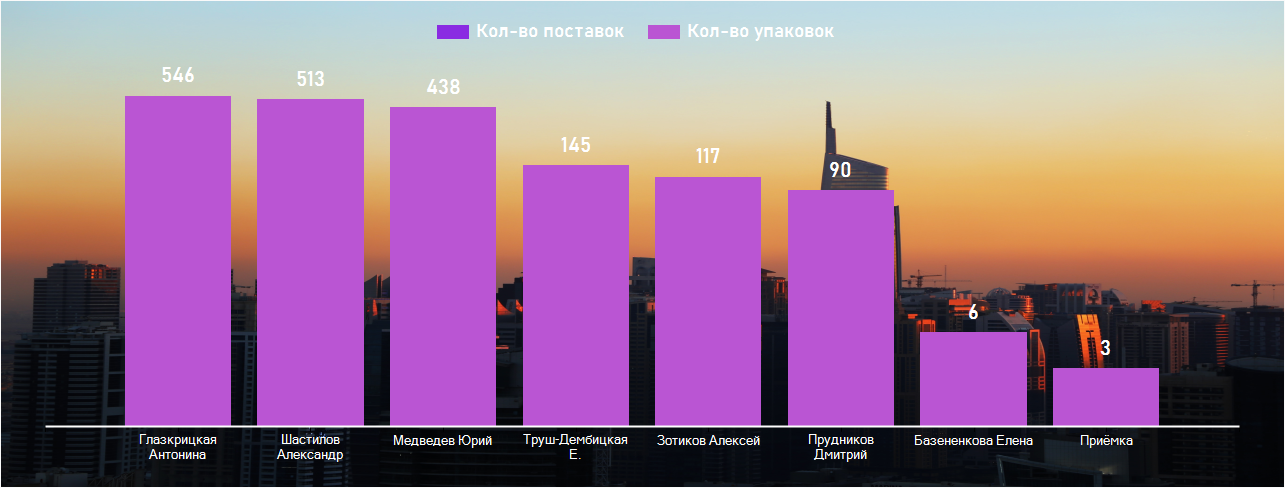 Кол-во поставок Кол-во упаковок
546 513 438 145 117 90 6 3
Глазкрицкая Шастилов Медведев Юрий Труш-Дембицкая Зотиков Алексей Прудников Базененкова Елена Приёмка
Антонина Александр Е. Дмитрий